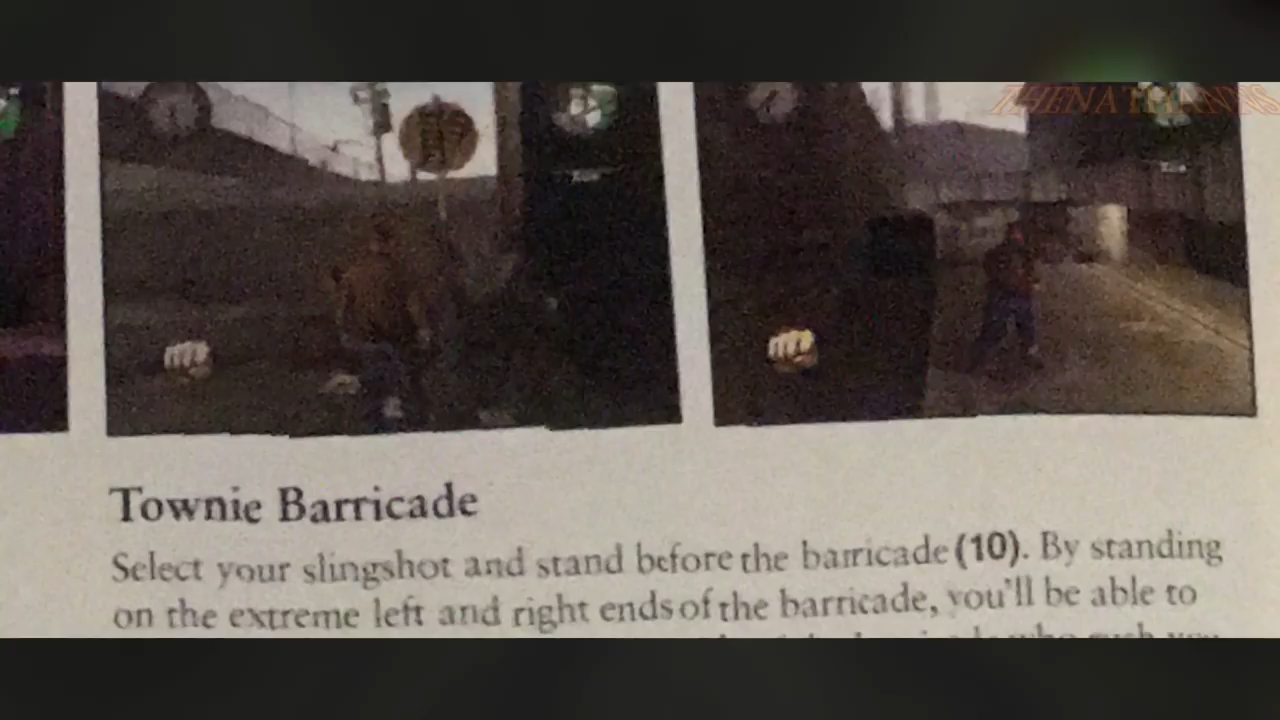 Townie Barricade
Select your slingshot and stand before the barricade (10). By standing
on the extreme left and right ends of the barricade, you'll be able to